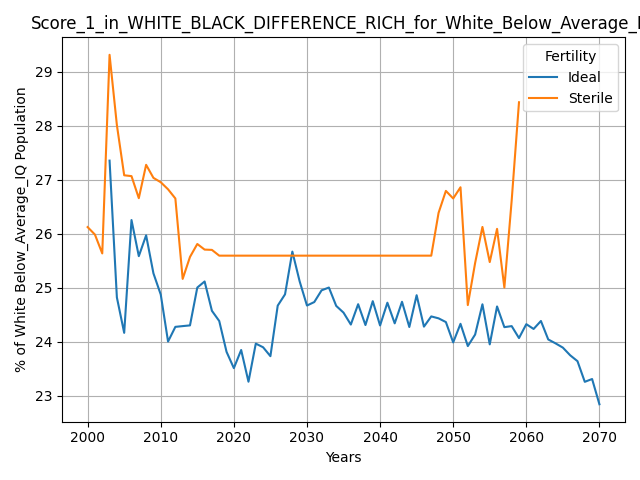 Score_1_in_WHITE_BLACK_DIFFERENCE_RICH_for_White_Below_Average_I
Fertility
Ideal
Sterile
% of White Below_Average_IQ Population
29
28
27
26
25
24
23
2000 2010 2020 2030 2040 2050 2060 2070
Years